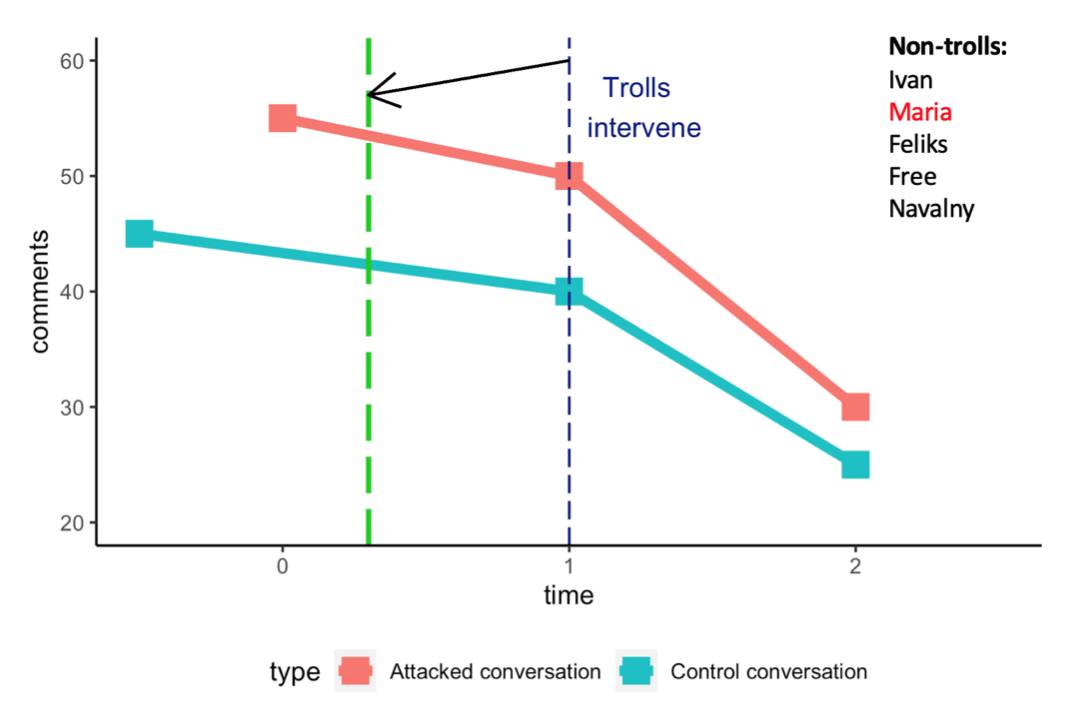 Non-trolls:
Ivan
Maria
Feliks
Free
Navalny
Trolls
intervene
60
50
40
30
20
comments
0 1 2
time
type Attacked conversation Control conversation